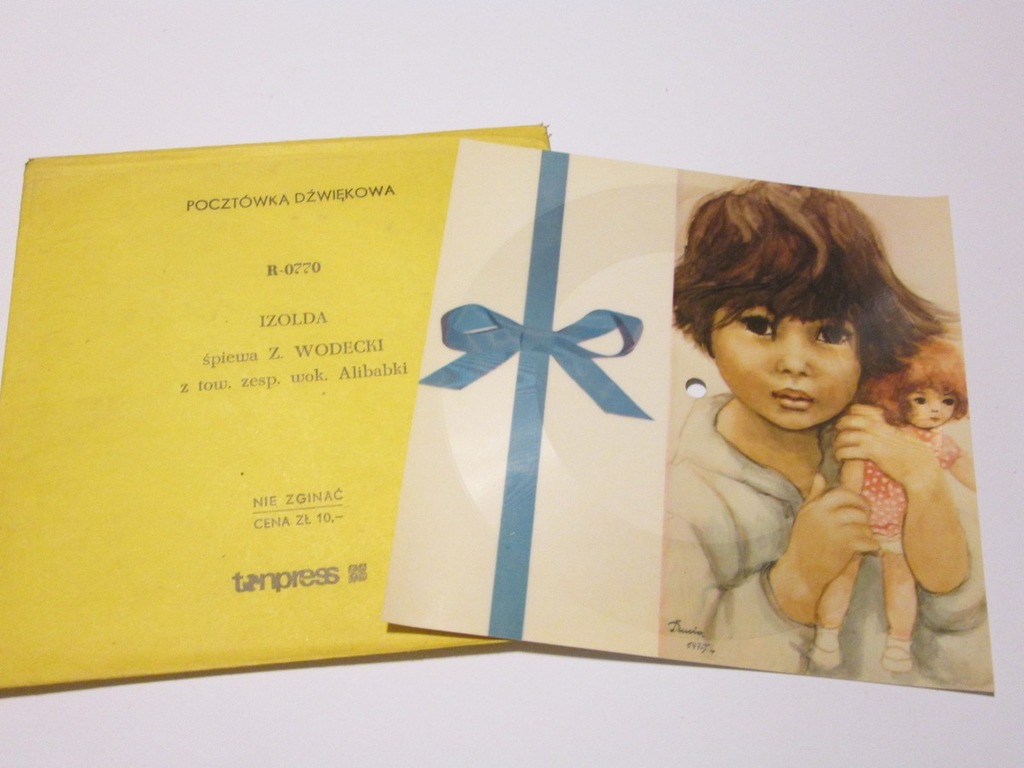 POCZTÓWKA DŹWIĘKOWA
R-0770
IZOLDA
śpiewa Z. WODECKI
z tow. zesp. wok. Alibabki
NIE ZGINAĆ
CENA ZŁ 10,–
tonpress